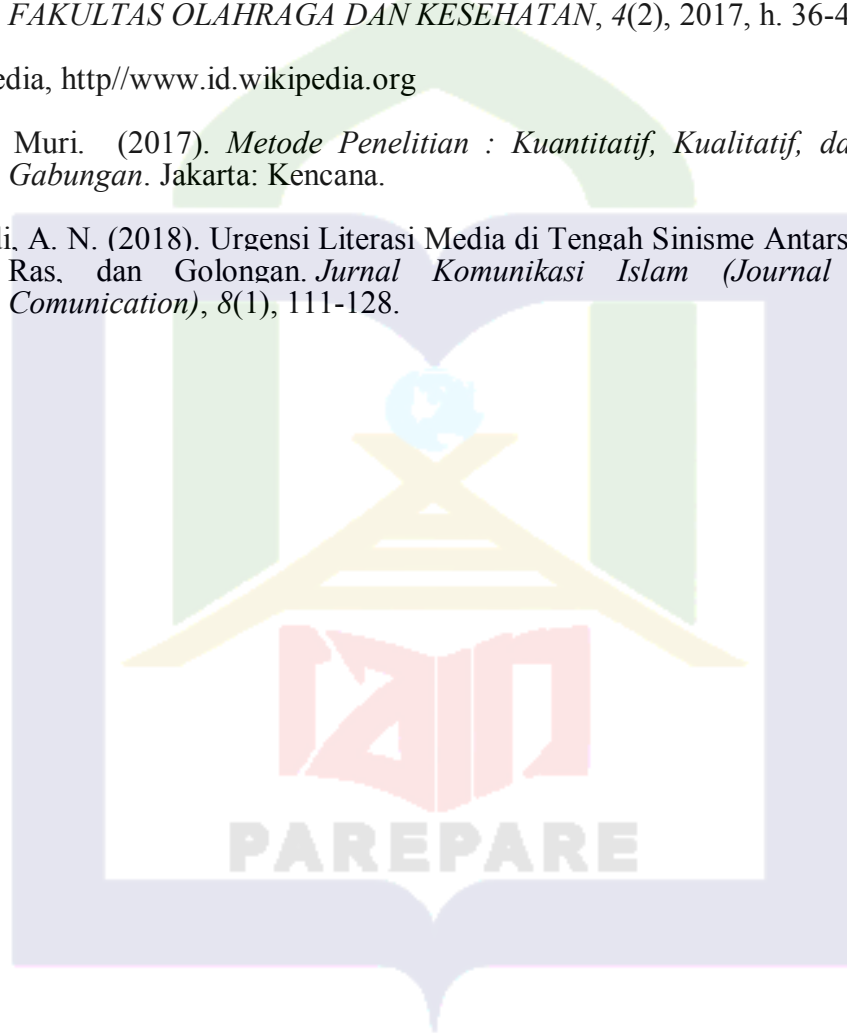 FAKULTAS OLAHRAGA DAN KESEHATAN, 4(2), 2017, h. 36-4
edia, http//www.id.wikipedia.org
Muri. (2017). Metode Penelitian : Kuantitatif, Kualitatif, da
Gabungan. Jakarta: Kencana.
di, A. N. (2018). Urgensi Literasi Media di Tengah Sinisme Antars
Ras, dan Golongan. Jurnal Komunikasi Islam (Journal
Comunication), 8(1), 111-128.
iain
PAREPARE